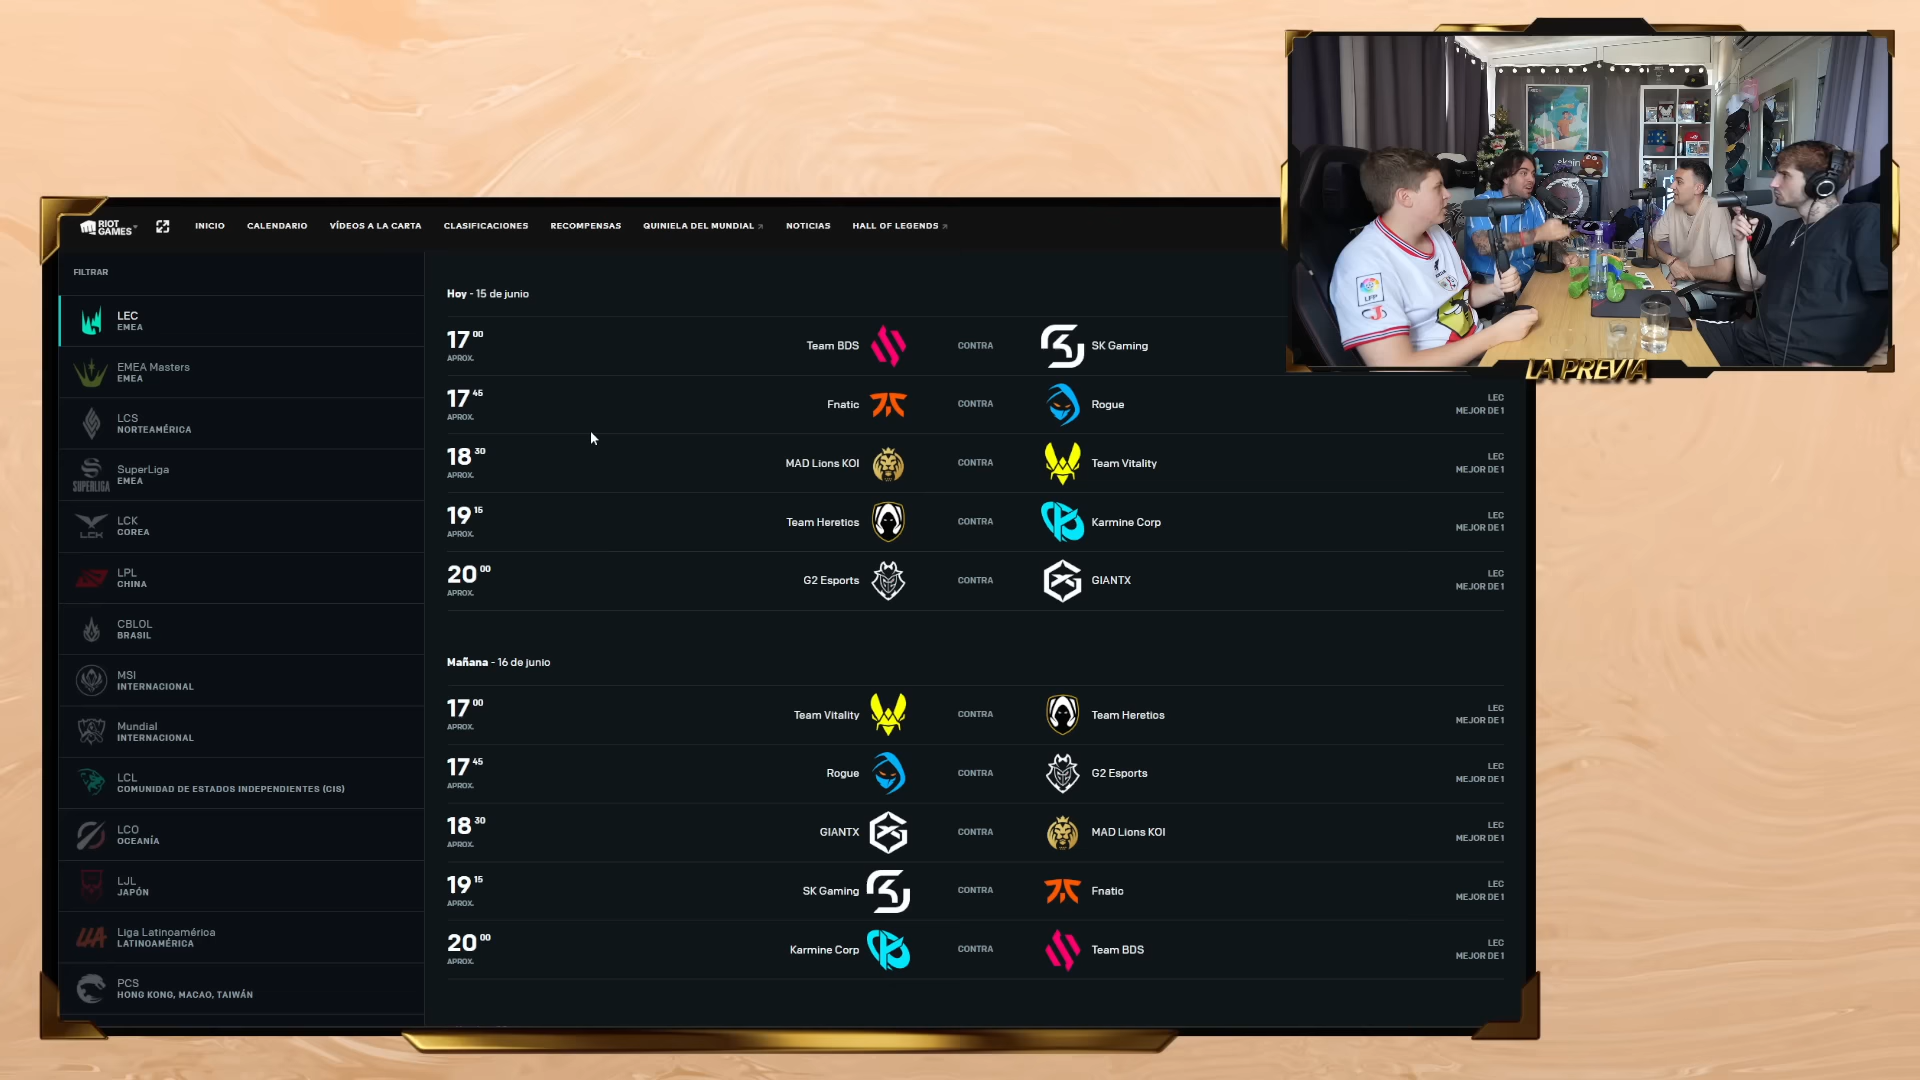 RIOT
GAMES
INICIO
CALENDARIO
VÍDEOS A LA CARTA
CLASIFICACIONES
RECOMPENSAS
QUINIELA DEL MUNDIAL
NOTICIAS
HALL OF LEGENDS
FILTRAR
LEC
EMEA
EMEA Masters
EMEA
LCS
NORTEAMÉRICA
SUPERLIGA
SuperLiga
EMEA
LCK
LCK
COREA
LPL
CHINA
CBLOL
BRASIL
MSI
INTERNACIONAL
Mundial
INTERNACIONAL
LCL
COMUNIDAD DE ESTADOS INDEPENDIENTES (CIS)
LCO
OCEANÍA
LJL
JAPÓN
Liga Latinoamérica
LATINOAMÉRICA
PCS
HONG KONG, MACAO, TAIWÁN
Hoy - 15 de junio
17 00
APROX.
Team BDS
CONTRA
SK Gaming
17 45
APROX.
Fnatic
CONTRA
Rogue
LEC
MEJOR DE 1
18 30
APROX.
MAD Lions KOI
CONTRA
Team Vitality
LEC
MEJOR DE 1
19 15
APROX.
Team Heretics
CONTRA
Karmine Corp
LEC
MEJOR DE 1
20 00
APROX.
G2 Esports
CONTRA
GIANTX
LEC
MEJOR DE 1
Mañana - 16 de junio
17 00
APROX.
Team Vitality
CONTRA
Team Heretics
LEC
MEJOR DE 1
17 45
APROX.
Rogue
CONTRA
G2 Esports
LEC
MEJOR DE 1
18 30
APROX.
GIANTX
CONTRA
MAD Lions KOI
LEC
MEJOR DE 1
19 15
APROX.
SK Gaming
CONTRA
Fnatic
LEC
MEJOR DE 1
20 00
APROX.
Karmine Corp
CONTRA
Team BDS
LEC
MEJOR DE 1
LFP
LA PREVIA